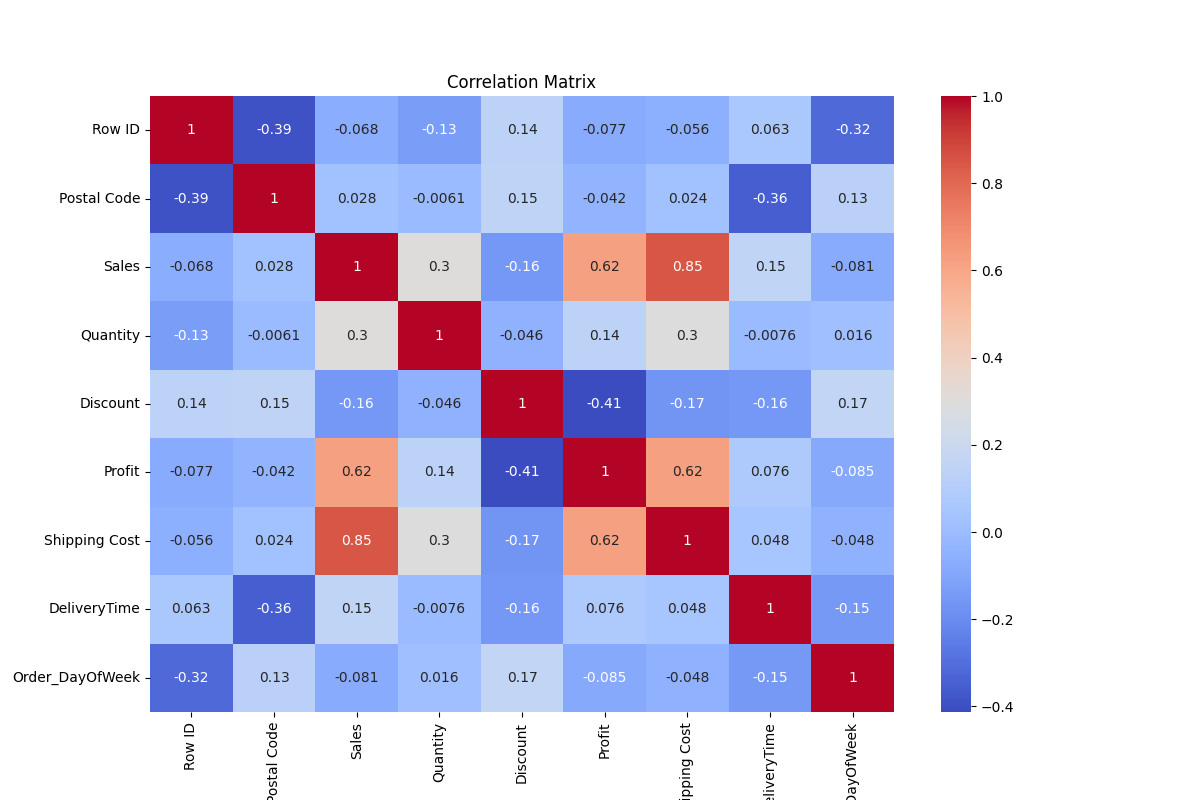 Correlation Matrix
Row ID 1 -0.39 -0.068 -0.13 0.14 -0.077 -0.056 0.063 -0.32
Postal Code -0.39 1 0.028 -0.0061 0.15 -0.042 0.024 -0.36 0.13
Sales -0.068 0.028 1 0.3 -0.16 0.62 0.85 0.15 -0.081
Quantity -0.13 -0.0061 0.3 1 -0.046 0.14 0.3 -0.0076 0.016
Discount 0.14 0.15 -0.16 -0.046 1 -0.41 -0.17 -0.16 0.17
Profit -0.077 -0.042 0.62 0.14 -0.41 1 0.62 0.076 -0.085
Shipping Cost -0.056 0.024 0.85 0.3 -0.17 0.62 1 0.048 -0.048
DeliveryTime 0.063 -0.36 0.15 -0.0076 -0.16 0.076 0.048 1 -0.15
Order_DayOfWeek -0.32 0.13 -0.081 0.016 0.17 -0.085 -0.048 -0.15 1
Row ID
Postal Code
Sales
Quantity
Discount
Profit
ipping Cost
eliveryTime
DayOfWeek
1.0
0.8
0.6
0.4
0.2
0.0
−0.2
−0.4